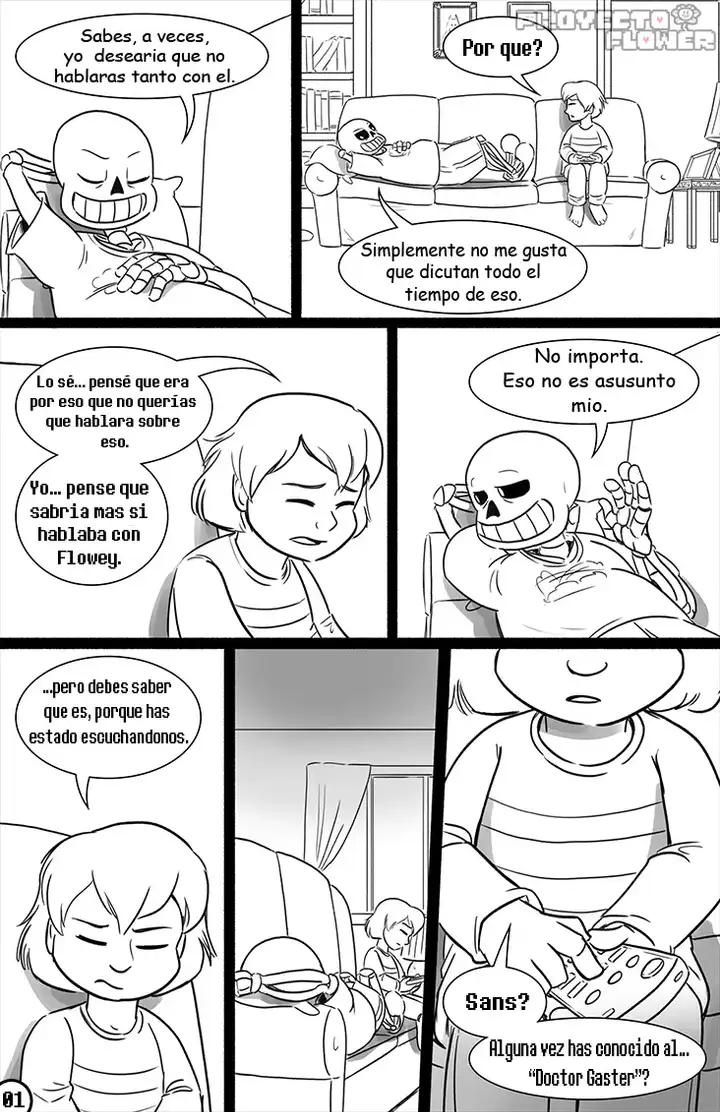 Sabes, a veces,
yo desearia que no
hablaras tanto con el.
PROYECTO
FLOWER
Por que?
Simplemente no me gusta
que dicutan todo el
tiempo de eso.
Lo sé... pensé que era
por eso que no querías
que hablara sobre
eso.
Yo... pense que
sabria mas si
hablaba con
Flowey.
No importa.
Eso no es asusunto
mio.
...pero debes saber
que es, porque has
estado escuchandonos.
Sans?
Alguna vez has conocido al...
“Doctor Gaster”?
01